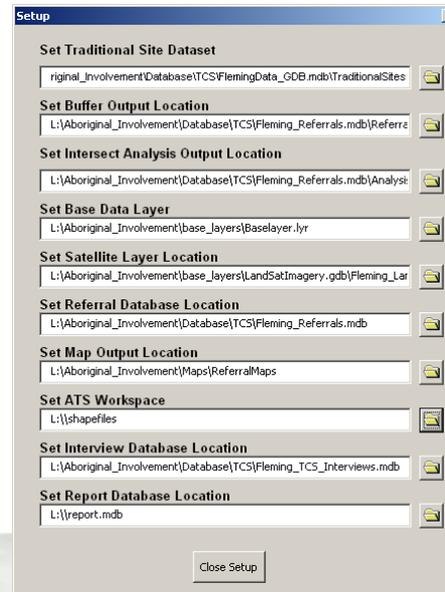 Setup
Set Traditional Site Dataset
riginal_Involvement\Database\TCS\FlemingData_GDB.mdb\TraditionalSites
Set Buffer Output Location
L:\Aboriginal_Involvement\Database\TCS\Fleming_Referrals.mdb\Referra
Set Intersect Analysis Output Location
L:\Aboriginal_Involvement\Database\TCS\Fleming_Referrals.mdb\Analysis
Set Base Data Layer
L:\Aboriginal_Involvement\base_layers\Baselayer.lyr
Set Satellite Layer Location
L:\Aboriginal_Involvement\base_layers\LandSatImagery.gdb\Fleming_Lar
Set Referral Database Location
L:\Aboriginal_Involvement\Database\TCS\Fleming_Referrals.mdb
Set Map Output Location
L:\Aboriginal_Involvement\Maps\ReferralMaps
Set ATS Workspace
L:\\shapefiles
Set Interview Database Location
L:\Aboriginal_Involvement\Database\TCS\Fleming_TCS_Interviews.mdb
Set Report Database Location
L:\\report.mdb
Close Setup